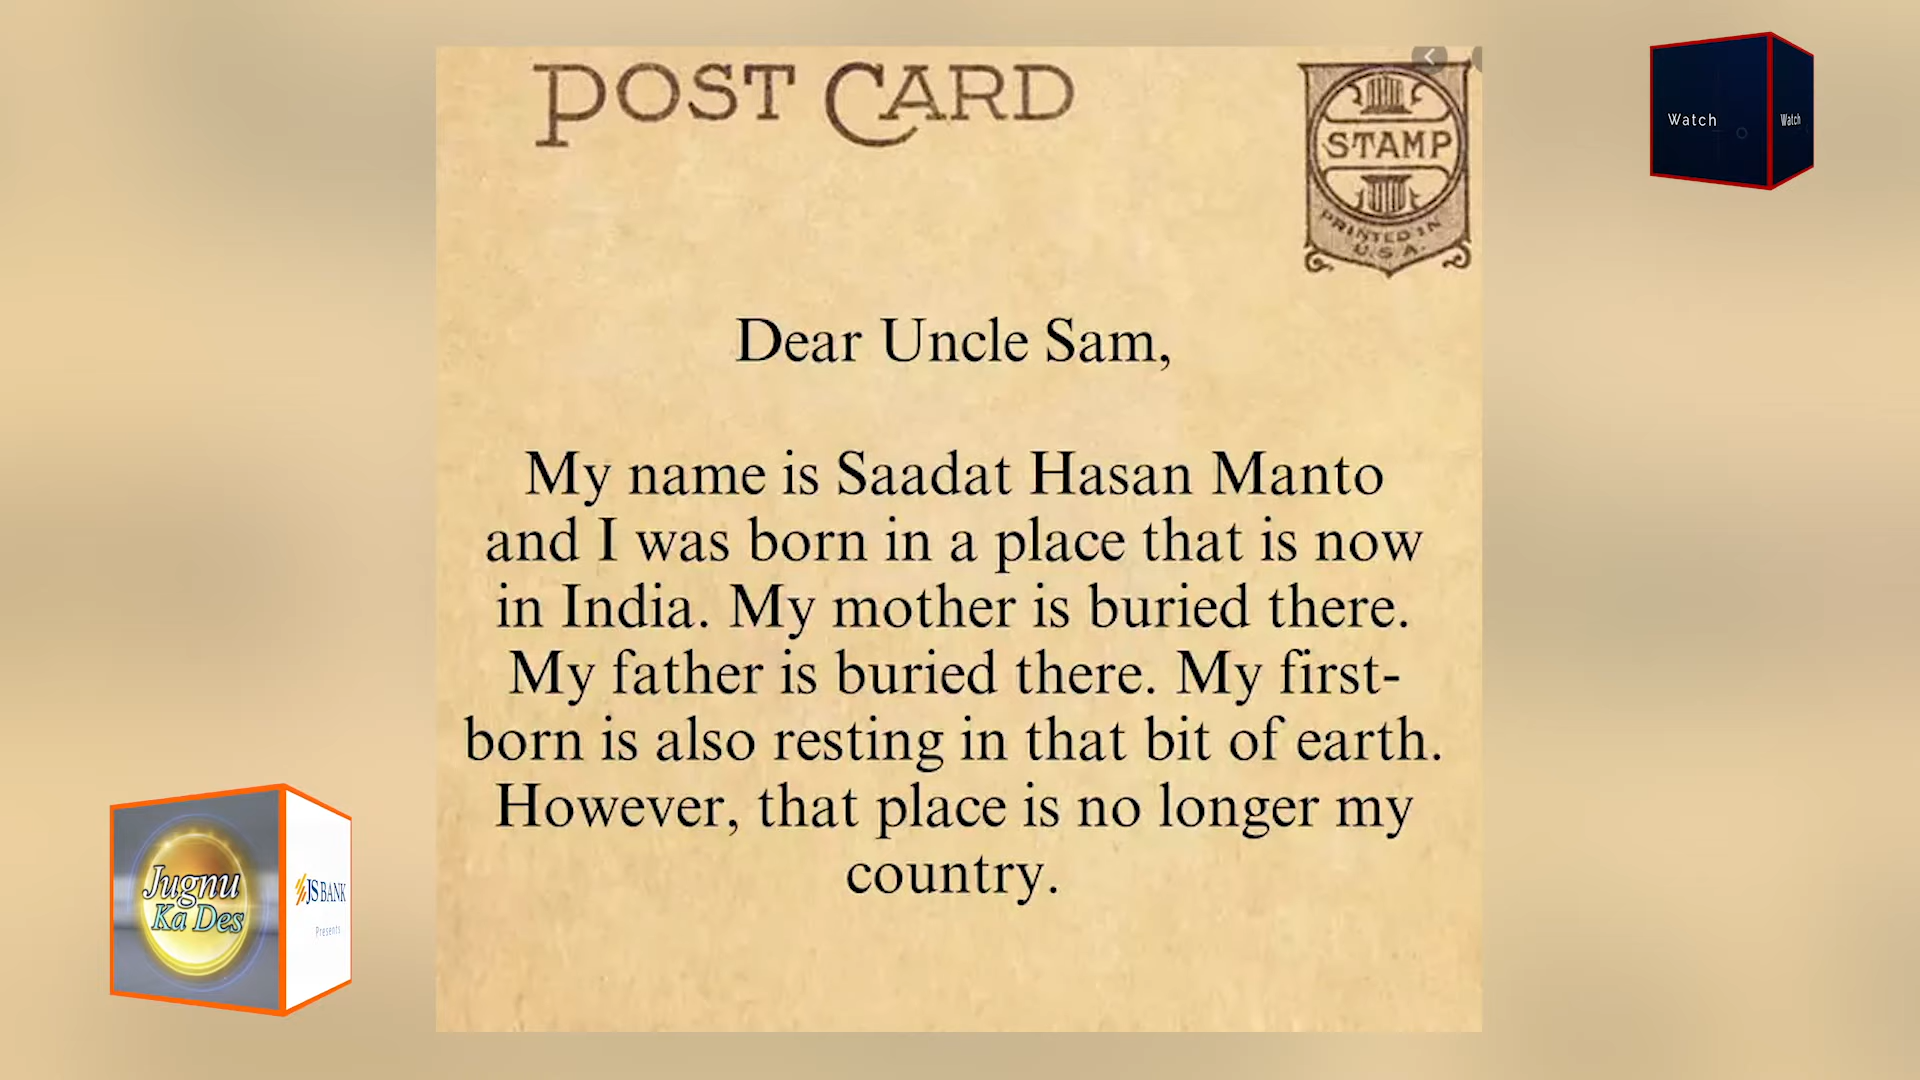 POST CARD
STAMP
PRINTED IN
U.S.A.
Watch
Watch
Dear Uncle Sam,
My name is Saadat Hasan Manto
and I was born in a place that is now
in India. My mother is buried there.
My father is buried there. My first-
born is also resting in that bit of earth.
However, that place is no longer my
country.
Jugnu
Ka Des
JS BANK
Presents